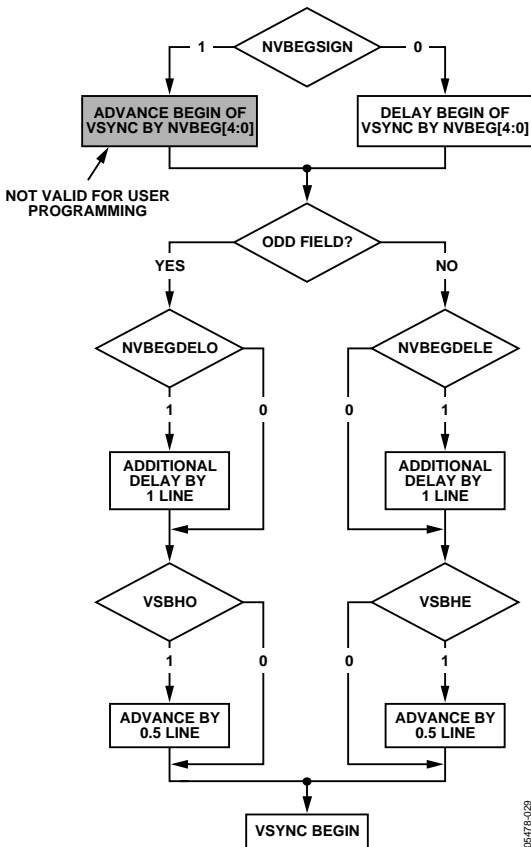 NVBEGSIGN
1
0
ADVANCE BEGIN OF
VSYNC BY NVBEG[4:0]
DELAY BEGIN OF
VSYNC BY NVBEG[4:0]
NOT VALID FOR USER
PROGRAMMING
ODD FIELD?
YES
NO
NVBEGDELO
NVBEGDELE
1
0
0
1
ADDITIONAL
DELAY BY
1 LINE
ADDITIONAL
DELAY BY
1 LINE
VSBHO
VSBHE
1
0
0
1
ADVANCE BY
0.5 LINE
ADVANCE BY
0.5 LINE
VSYNC BEGIN
05478-029